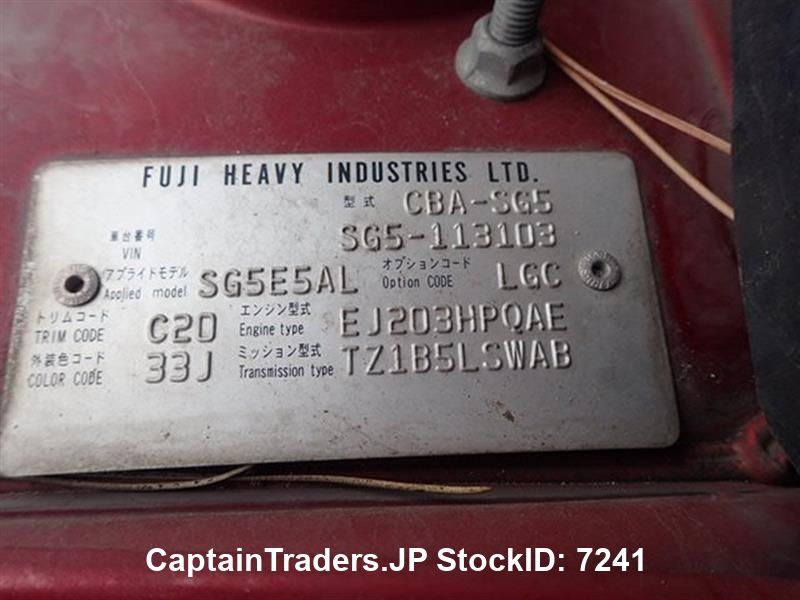 FUJI HEAVY INDUSTRIES LTD.
型式 CBA-SG5
車台番号 VIN SG5-113103
アプライドモデル Applied model SG5E5AL オプションコード Option CODE LGC
トリムコード TRIM CODE C20 エンジン型式 Engine type EJ203HPQAE
外装色コード COLOR CODE 33J ミッション型式 Transmission type TZ1B5LSWAB
CaptainTraders.JP StockID: 7241